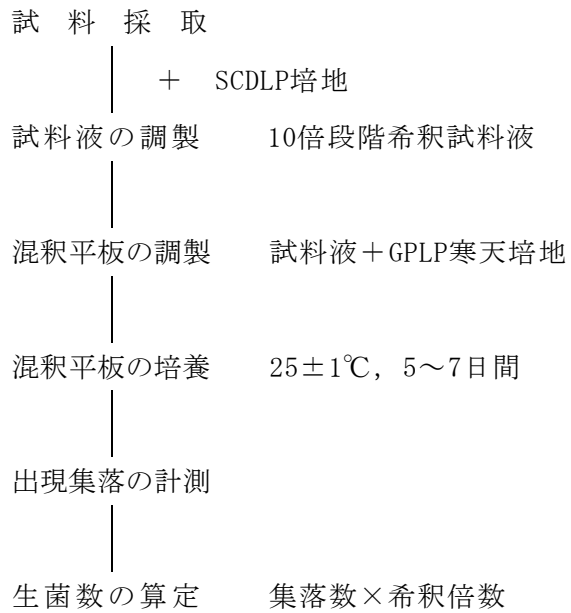 試料採取
＋　SCDLP培地
試料液の調製　　10倍段階希釈試料液
混釈平板の調製　　試料液＋GPLP寒天培地
混釈平板の培養　　25±1℃，5～7日間
出現集落の計測
生菌数の算定　　集落数×希釈倍数